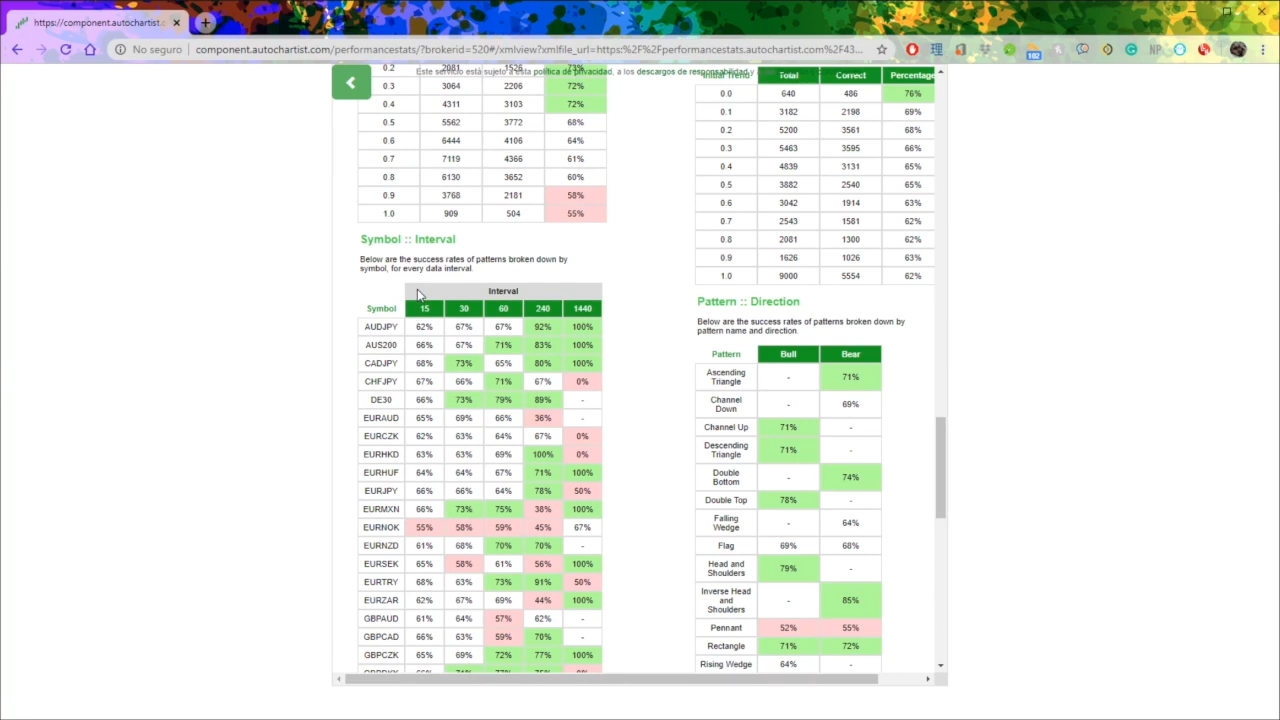 https://component.autochartist.c
No seguro
component.autochartist.com/performancestats/?brokerid=520#/xmlview?xmlfile_url=https:%2F%2Fperformancestats.autochartist.com%2F43...
Este servicio está sujeto a esta política de privacidad, a los descargos de responsabilidad y
0.2 2081 1526 73%
0.3 3064 2206 72%
0.4 4311 3103 72%
0.5 5562 3772 68%
0.6 6444 4106 64%
0.7 7119 4366 61%
0.8 6130 3652 60%
0.9 3768 2181 58%
1.0 909 504 55%
Symbol :: Interval
Below are the success rates of patterns broken down by
symbol, for every data interval.
Interval
Symbol 15 30 60 240 1440
AUDJPY 62% 67% 67% 92% 100%
AUS200 66% 67% 71% 83% 100%
CADJPY 68% 73% 65% 80% 100%
CHFJPY 67% 66% 71% 67% 0%
DE30 66% 73% 79% 89% -
EURAUD 65% 69% 66% 36% -
EURCZK 62% 63% 64% 67% 0%
EURHKD 63% 63% 69% 100% 0%
EURHUF 64% 64% 67% 71% 100%
EURJPY 66% 66% 64% 78% 50%
EURMXN 66% 73% 75% 38% 100%
EURNOK 55% 58% 59% 45% 67%
EURNZD 61% 68% 70% 70% -
EURSEK 65% 58% 61% 56% 100%
EURTRY 68% 63% 73% 91% 50%
EURZAR 62% 67% 69% 44% 100%
GBPAUD 61% 64% 57% 62% -
GBPCAD 66% 63% 59% 70% -
GBPCZK 65% 69% 72% 77% 100%
Initial Trend Total Correct Percentage
0.0 640 486 76%
0.1 3182 2198 69%
0.2 5200 3561 68%
0.3 5463 3595 66%
0.4 4839 3131 65%
0.5 3882 2540 65%
0.6 3042 1914 63%
0.7 2543 1581 62%
0.8 2081 1300 62%
0.9 1626 1026 63%
1.0 9000 5554 62%
Pattern :: Direction
Below are the success rates of patterns broken down by
pattern name and direction.
Pattern Bull Bear
Ascending
Triangle - 71%
Channel
Down - 69%
Channel Up 71% -
Descending
Triangle 71% -
Double
Bottom - 74%
Double Top 78% -
Falling
Wedge - 64%
Flag 69% 68%
Head and
Shoulders 79% -
Inverse Head
and
Shoulders - 85%
Pennant 52% 55%
Rectangle 71% 72%
Rising Wedge 64% -